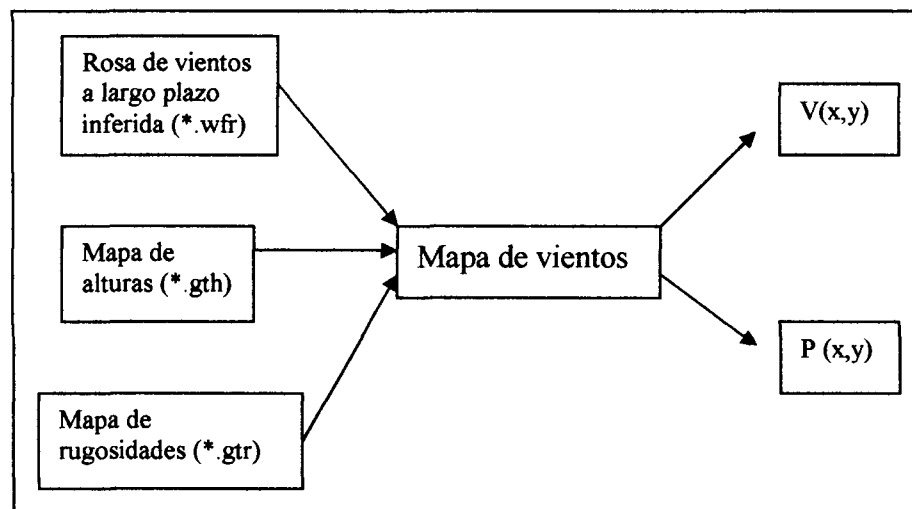 Rosa de vientos
a largo plazo
inferida (*.wfr)
Mapa de
alturas (*.gth)
Mapa de
rugosidades (*.gtr)
Mapa de vientos
V(x,y)
P (x,y)